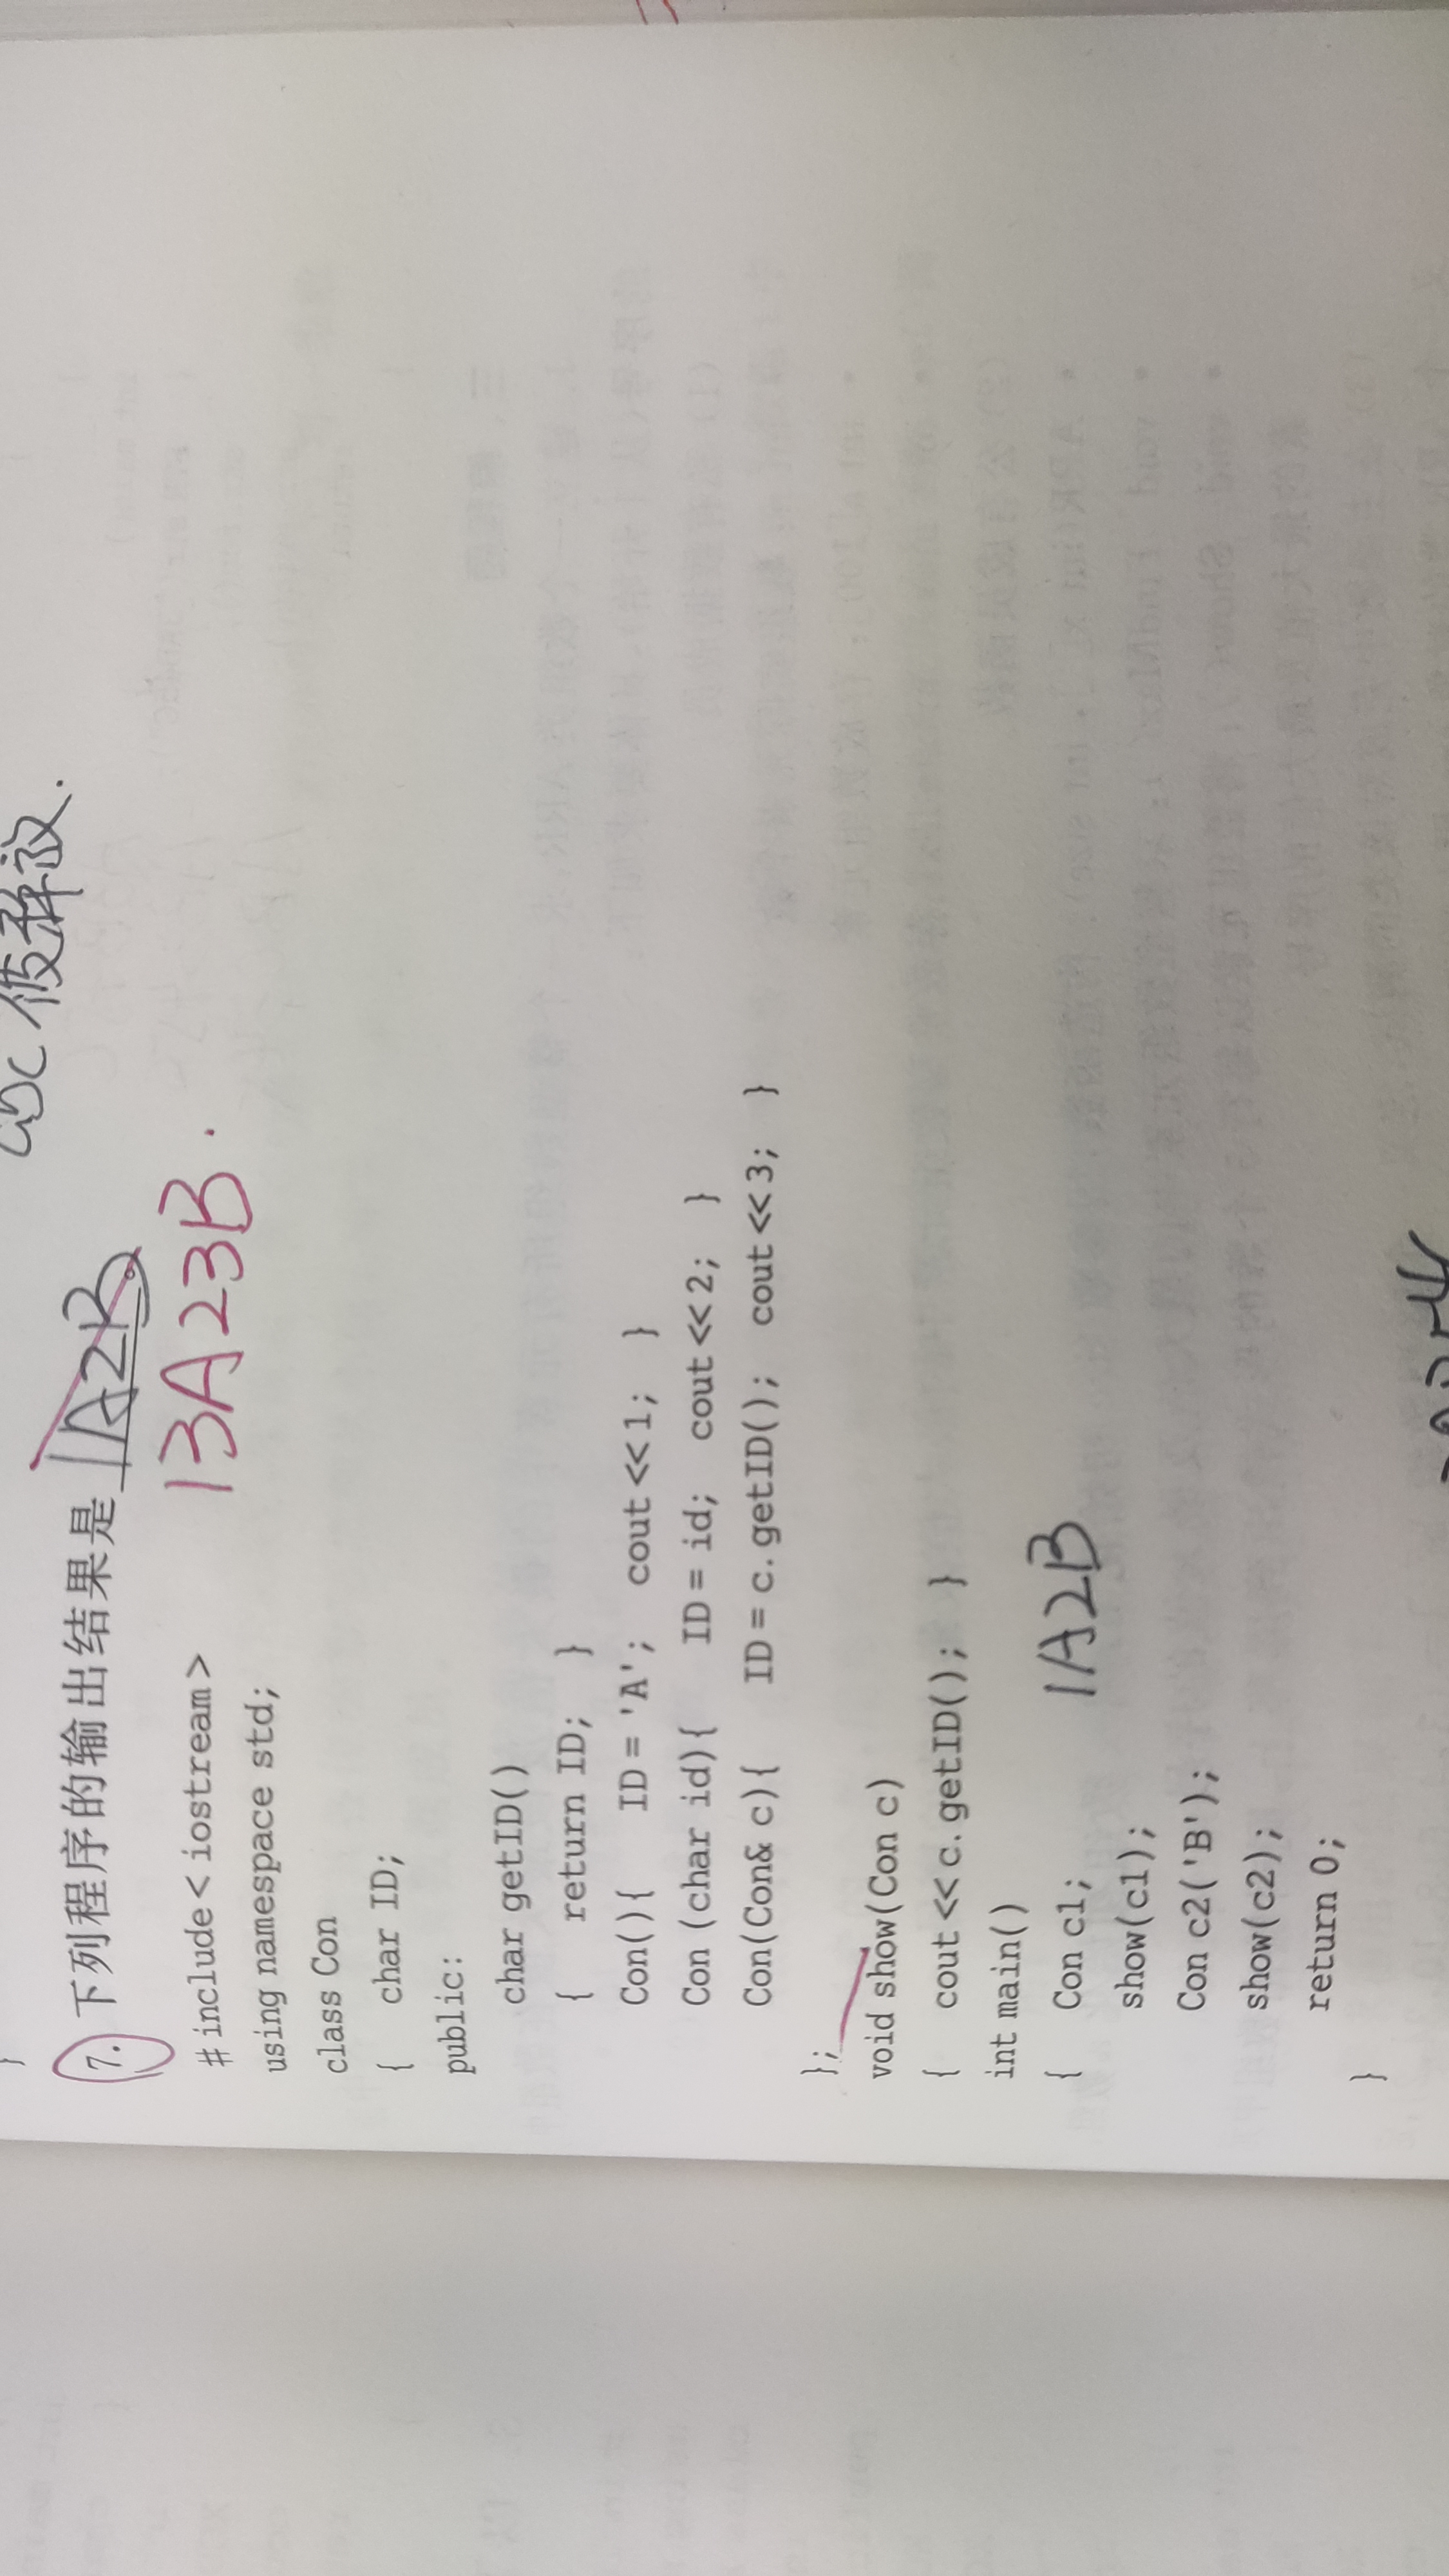 被释放.
}
7. 下列程序的输出结果是 1A2B。
13A23B.
# include < iostream >
using namespace std;
class Con
{ char ID;
public:
char getID()
{ return ID; }
Con(){ ID = 'A'; cout << 1; }
Con (char id){ ID = id; cout << 2; }
Con(Con& c){ ID = c.getID(); cout << 3; }
};
void show(Con c)
{ cout << c.getID(); }
int main()
{ Con c1; 1A2B
show(c1);
Con c2('B');
show(c2);
return 0;
}